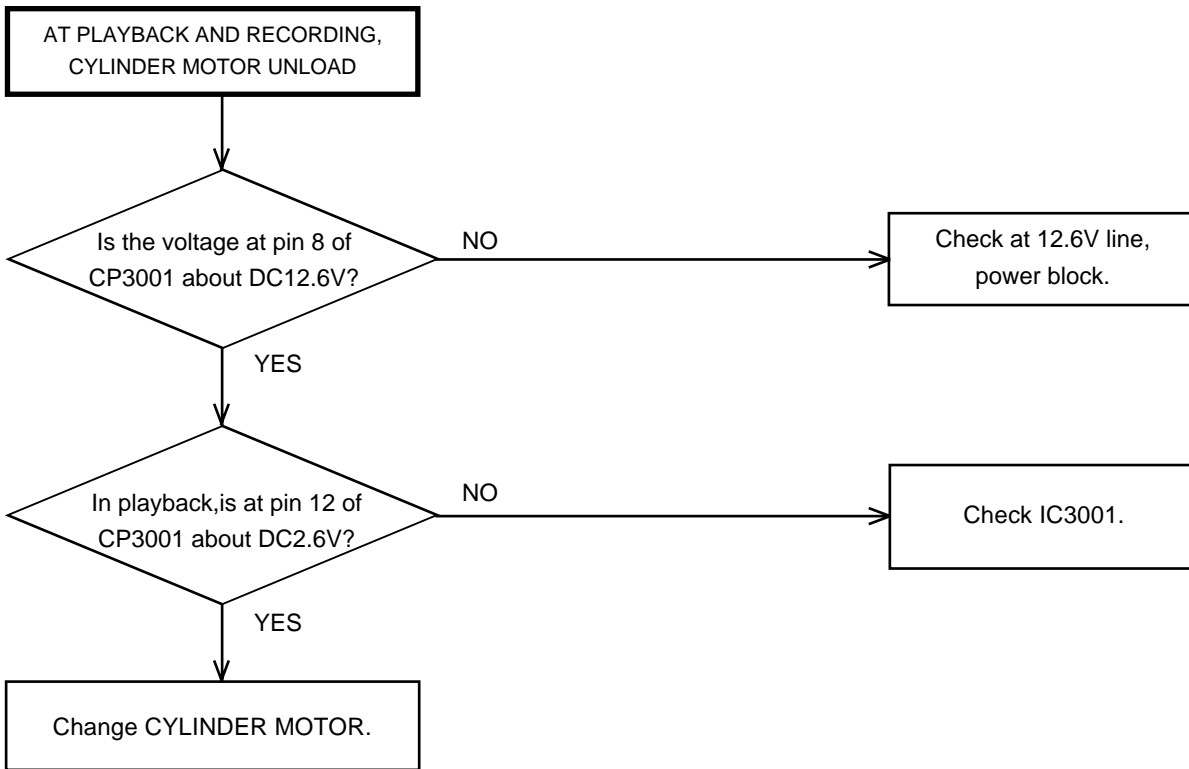 AT PLAYBACK AND RECORDING,
CYLINDER MOTOR UNLOAD
Is the voltage at pin 8 of
CP3001 about DC12.6V?
NO
Check at 12.6V line,
power block.
YES
In playback,is at pin 12 of
CP3001 about DC2.6V?
NO
Check IC3001.
YES
Change CYLINDER MOTOR.